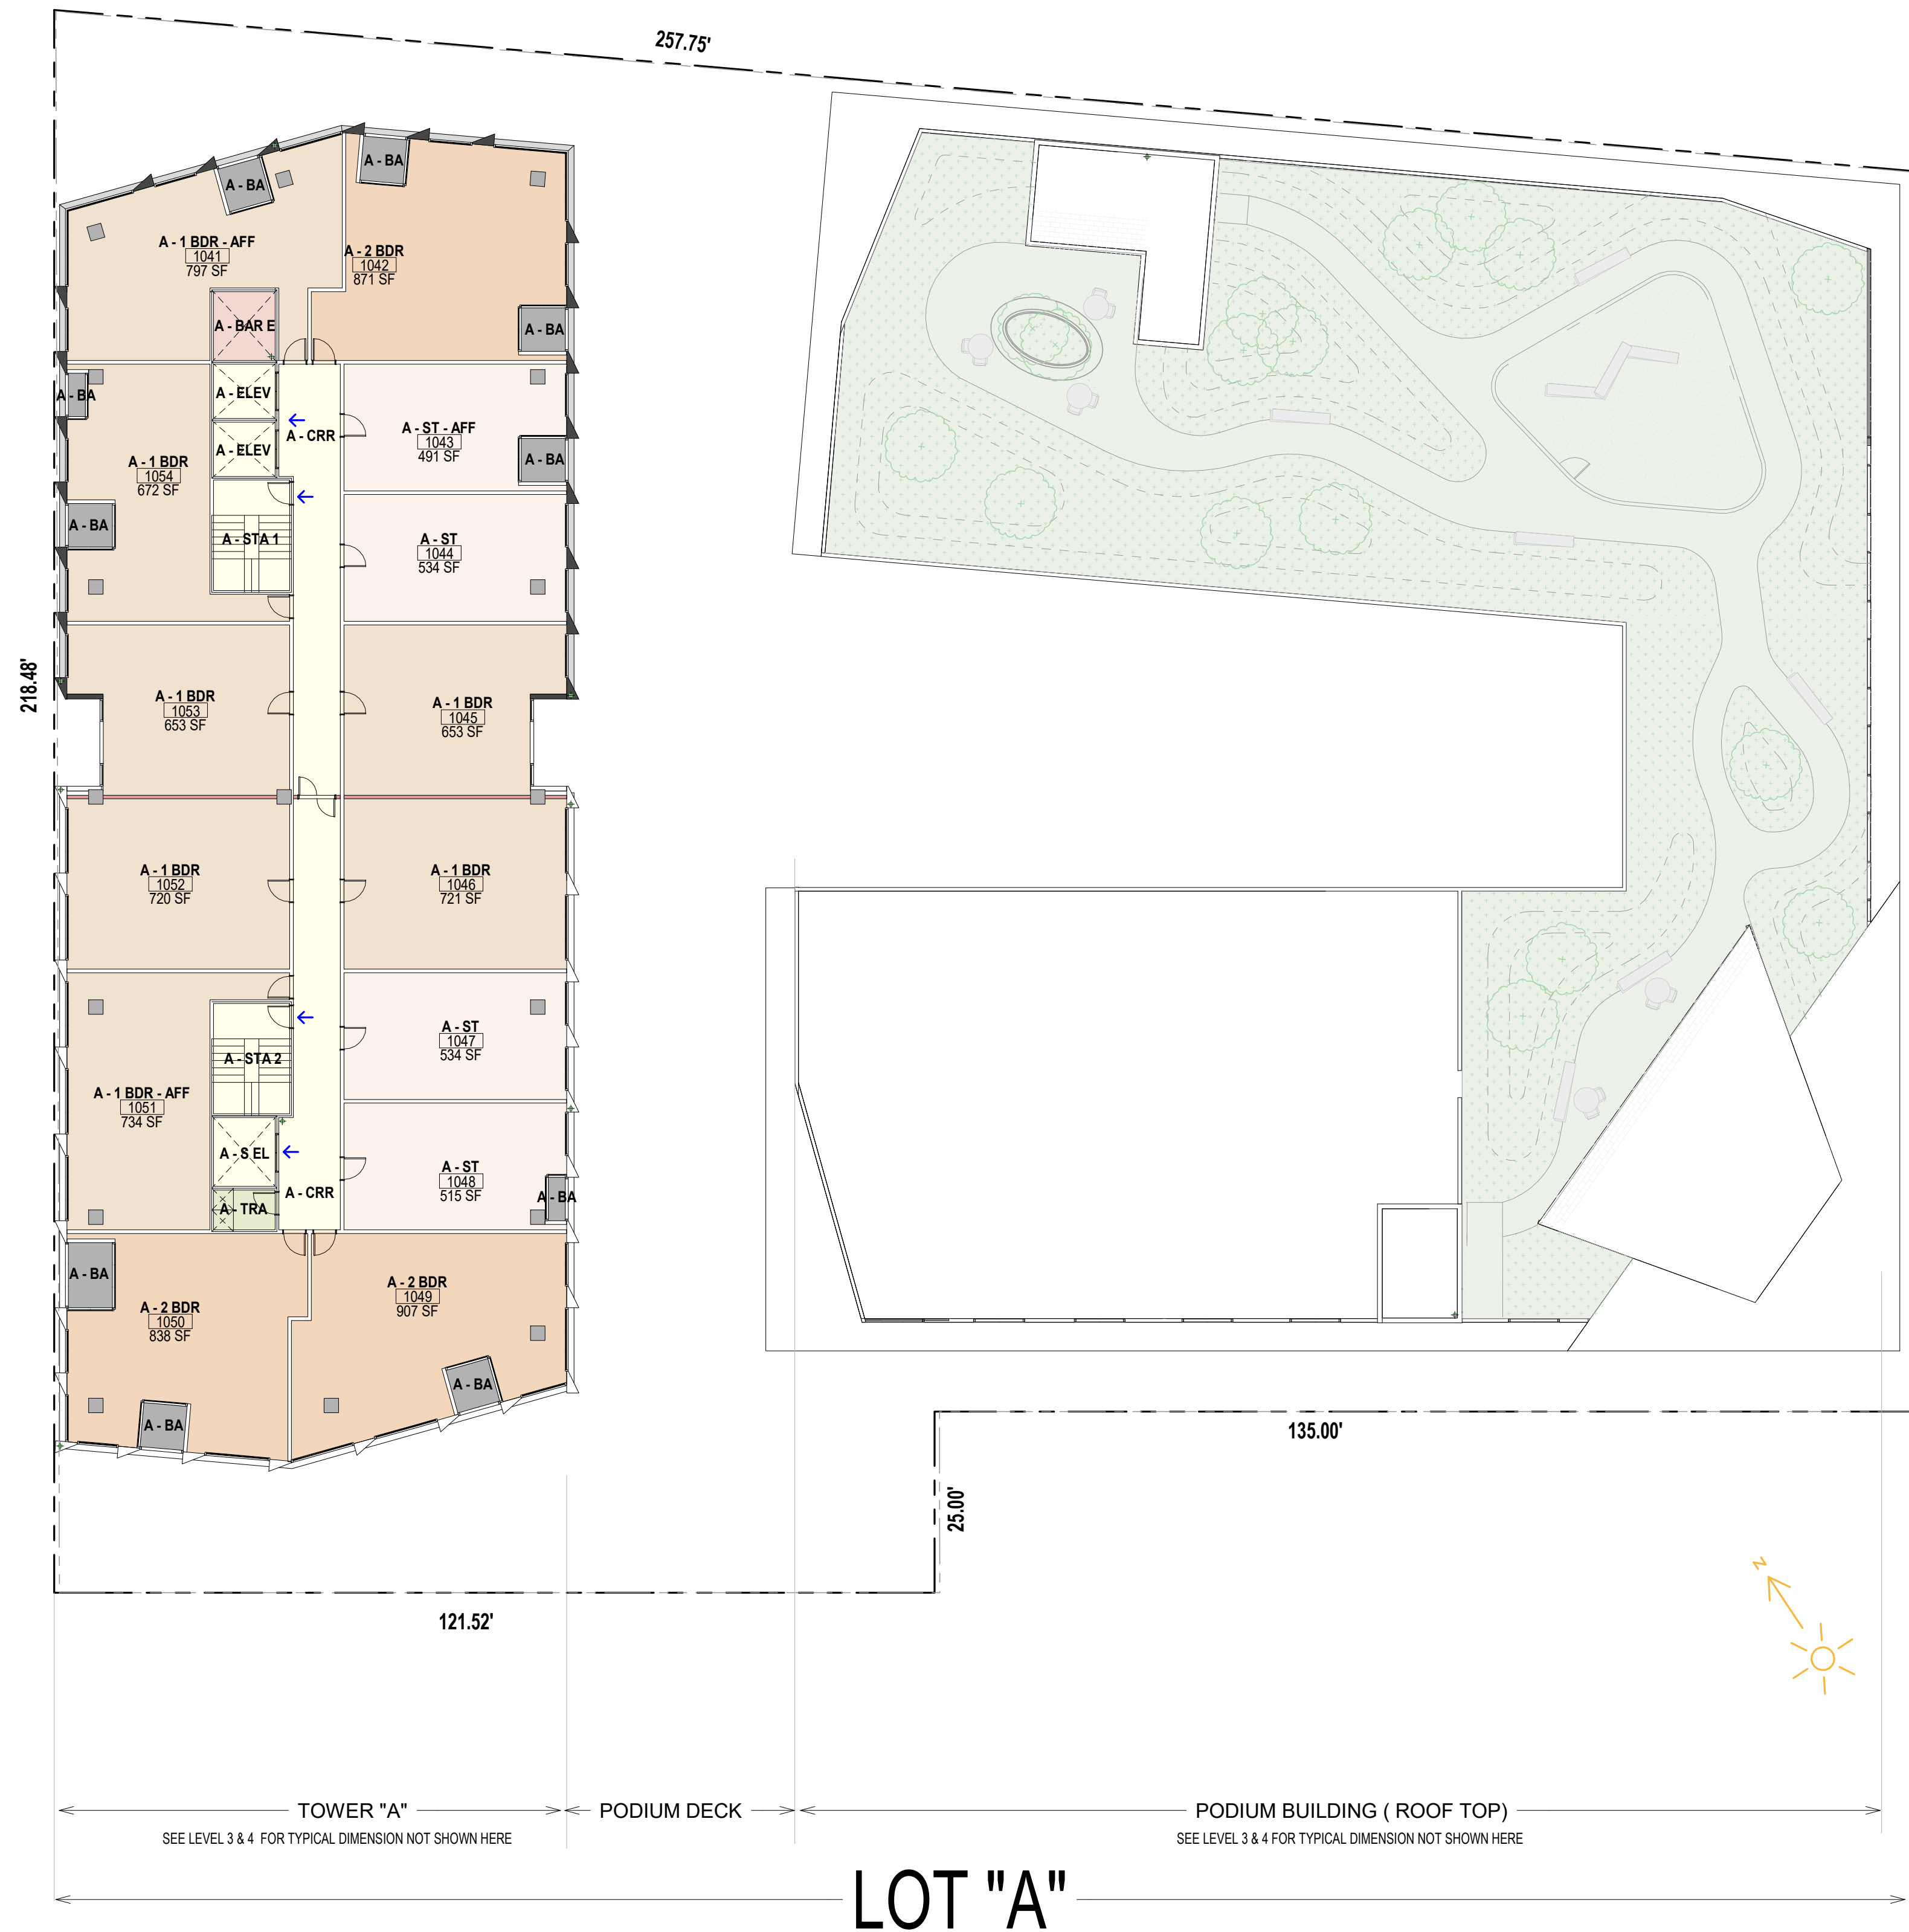 257.75'
A - BA
A - BA
A - 1 BDR - AFF
1041
797 SF
A - 2 BDR
1042
871 SF
A - BAR E
A - BA
A - BA
A - ELEV
A - ELEV
A - CRR
A - ST - AFF
1043
491 SF
A - BA
A - 1 BDR
1054
672 SF
A - BA
A - STA 1
A - ST
1044
534 SF
218.48'
A - 1 BDR
1053
653 SF
A - 1 BDR
1045
653 SF
A - 1 BDR
1052
720 SF
A - 1 BDR
1046
721 SF
A - ST
1047
534 SF
A - STA 2
A - 1 BDR - AFF
1051
734 SF
A - S EL
A - CRR
A - TRA
A - ST
1048
515 SF
A - BA
A - BA
A - 2 BDR
1050
838 SF
A - 2 BDR
1049
907 SF
A - BA
A - BA
135.00'
25.00'
121.52'
N
TOWER "A"
PODIUM DECK
PODIUM BUILDING ( ROOF TOP)
SEE LEVEL 3 & 4 FOR TYPICAL DIMENSION NOT SHOWN HERE
SEE LEVEL 3 & 4 FOR TYPICAL DIMENSION NOT SHOWN HERE
LOT "A"